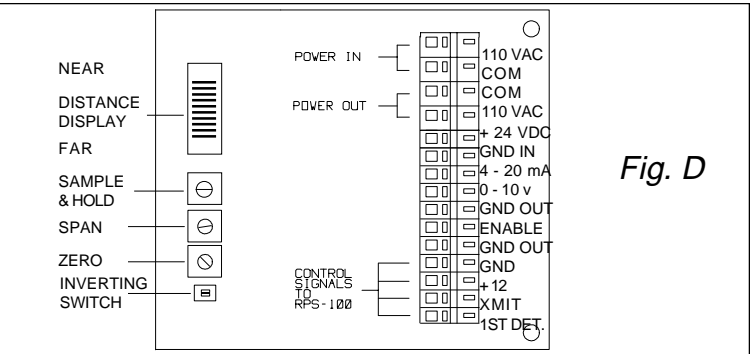 NEAR
DISTANCE
DISPLAY
FAR
SAMPLE
& HOLD
SPAN
ZERO
INVERTING
SWITCH
POWER IN
POWER OUT
CONTROL
SIGNALS
TO
RPS-100
110 VAC
COM
COM
110 VAC
+ 24 VDC
GND IN
4 - 20 mA
0 - 10 v
GND OUT
ENABLE
GND OUT
GND
+12
XMIT
1ST DET.
Fig. D